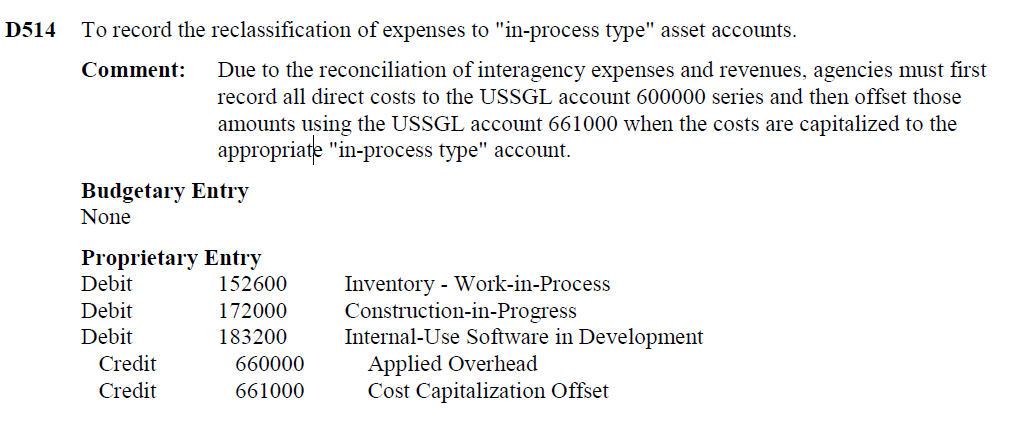 D514 To record the reclassification of expenses to "in-process type" asset accounts.
Comment: Due to the reconciliation of interagency expenses and revenues, agencies must first
record all direct costs to the USSGL account 600000 series and then offset those
amounts using the USSGL account 661000 when the costs are capitalized to the
appropriate "in-process type" account.
Budgetary Entry
None
Proprietary Entry
Debit 152600 Inventory - Work-in-Process
Debit 172000 Construction-in-Progress
Debit 183200 Internal-Use Software in Development
Credit 660000 Applied Overhead
Credit 661000 Cost Capitalization Offset